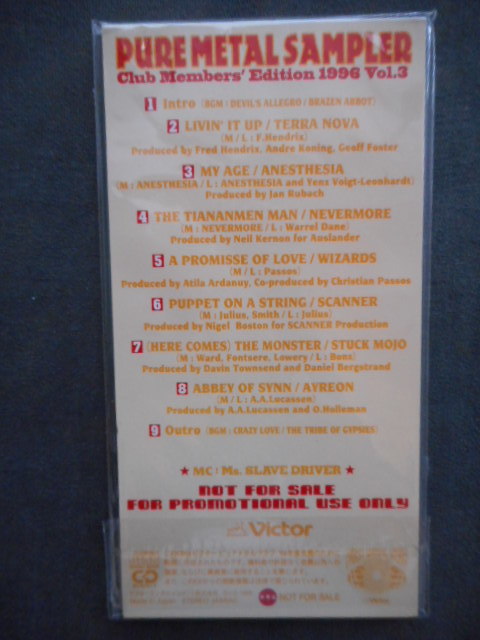 PURE METAL SAMPLER
Club Members' Edition 1996 Vol.3
1 Intro (BGM : DEVIL'S ALLEGRO / BRAZEN ABBOT)
2 LIVIN' IT UP / TERRA NOVA
(M / L : F.Hendrix)
Produced by Fred Hendrix, Andre Kaning, Geoff Foster
3 MY AGE / ANESTHESIA
(M : ANESTHESIA / L : ANESTHESIA and Yenz Voigt-Leonhardt)
Produced by Jan Rubach
4 THE TIANANMEN MAN / NEVERMORE
(M : NEVERMORE / L : Warrel Dane)
Produced by Neil Kernon for Auslander
5 A PROMISSE OF LOVE / WIZARDS
(M / L : Passos)
Produced by Atila Ardanuy, Co-produced by Christian Passos
6 PUPPET ON A STRING / SCANNER
(M : Julius, Smith / L : Julius)
Produced by Nigel Boston for SCANNER Production
7 (HERE COMES) THE MONSTER / STUCK MOJO
(M : Ward, Fontsere, Lowery / L : Bonz)
Produced by Davin Townsend and Daniel Bergstrand
8 ABBEY OF SYNN / AYREON
(M / L : A.A.Lucassen)
Produced by A.A.Lucassen and O.Holleman
9 Outro (BGM : CRAZY LOVE / THE TRIBE OF GYPSIES)
★ MC : Ms. SLAVE DRIVER ★
NOT FOR SALE
FOR PROMOTIONAL USE ONLY
Victor
NOT FOR SALE